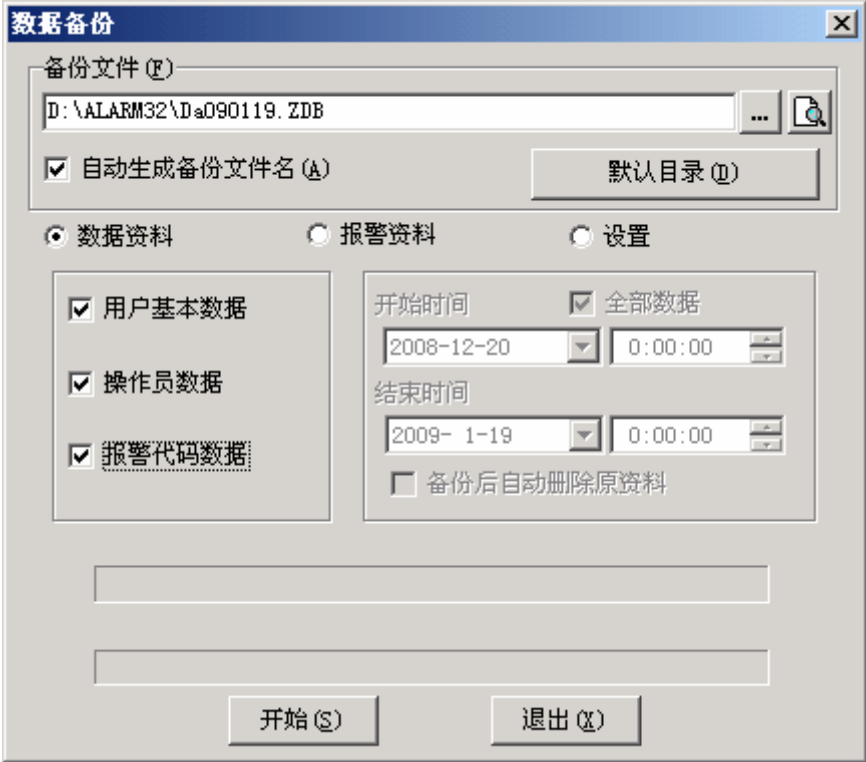 数据备份
备份文件(F)
D:\ALARM32\Da090119.ZDB
...
自动生成备份文件名(A)
默认目录(D)
数据资料 报警资料 设置
用户基本数据
操作员数据
报警代码数据
开始时间 全部数据
2008-12-20 0:00:00
结束时间
2009- 1-19 0:00:00
备份后自动删除原资料
开始(S) 退出(X)